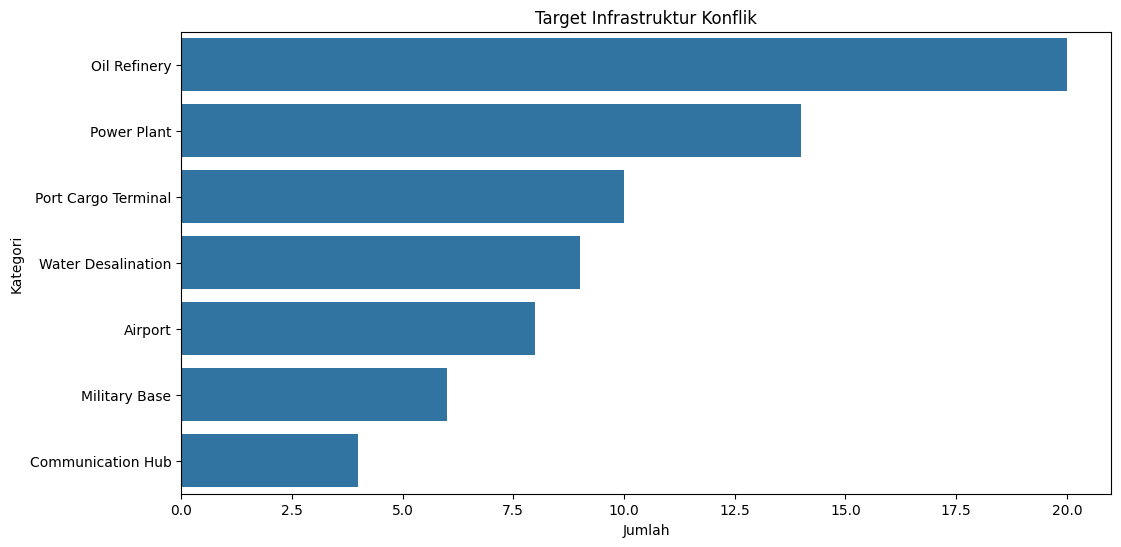 Target Infrastruktur Konflik
Kategori
Oil Refinery
Power Plant
Port Cargo Terminal
Water Desalination
Airport
Military Base
Communication Hub
0.0 2.5 5.0 7.5 10.0 12.5 15.0 17.5 20.0
Jumlah